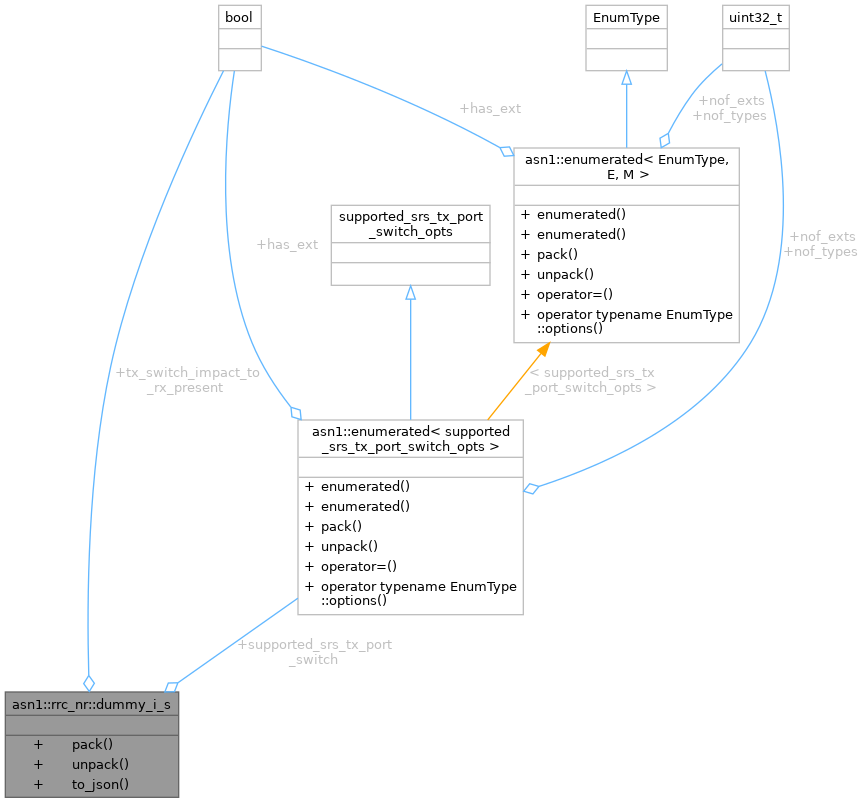 bool
EnumType
uint32_t
+has_ext
+nof_exts
+nof_types
asn1::enumerated< EnumType,
E, M >
+ enumerated()
+ enumerated()
+ pack()
+ unpack()
+ operator=()
+ operator typename EnumType
::options()
supported_srs_tx_port
_switch_opts
+has_ext
+nof_exts
+nof_types
+tx_switch_impact_to
_rx_present
< supported_srs_tx
_port_switch_opts >
asn1::enumerated< supported
_srs_tx_port_switch_opts >
+ enumerated()
+ enumerated()
+ pack()
+ unpack()
+ operator=()
+ operator typename EnumType
::options()
+supported_srs_tx_port
_switch
asn1::rrc_nr::dummy_i_s
+ pack()
+ unpack()
+ to_json()